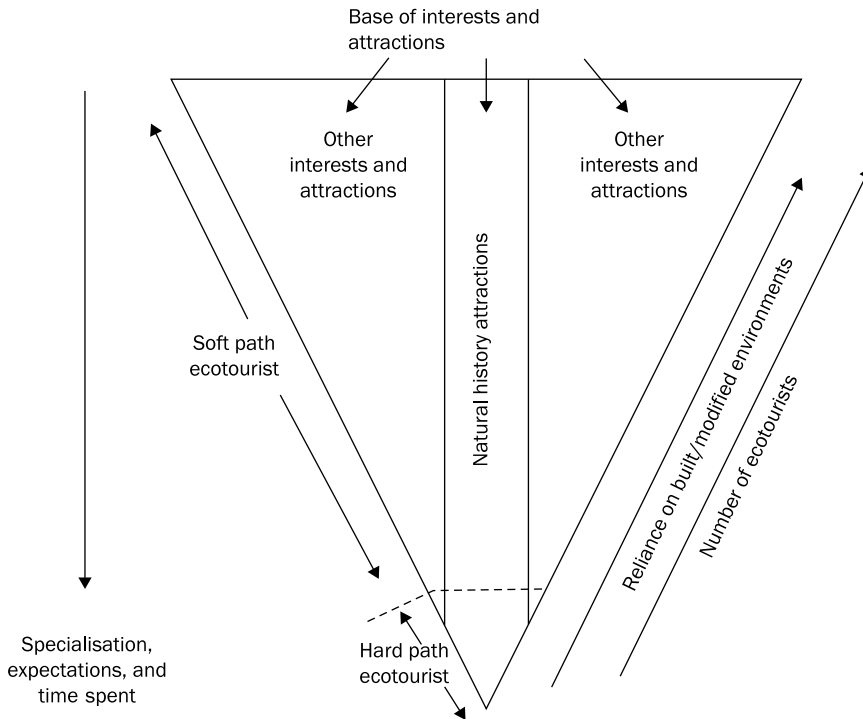 Base of interests and
attractions
Other
interests and
attractions
Other
interests and
attractions
Natural history attractions
Soft path
ecotourist
Reliance on built/modified environments
Number of ecotourists
Hard path
ecotourist
Specialisation,
expectations, and
time spent